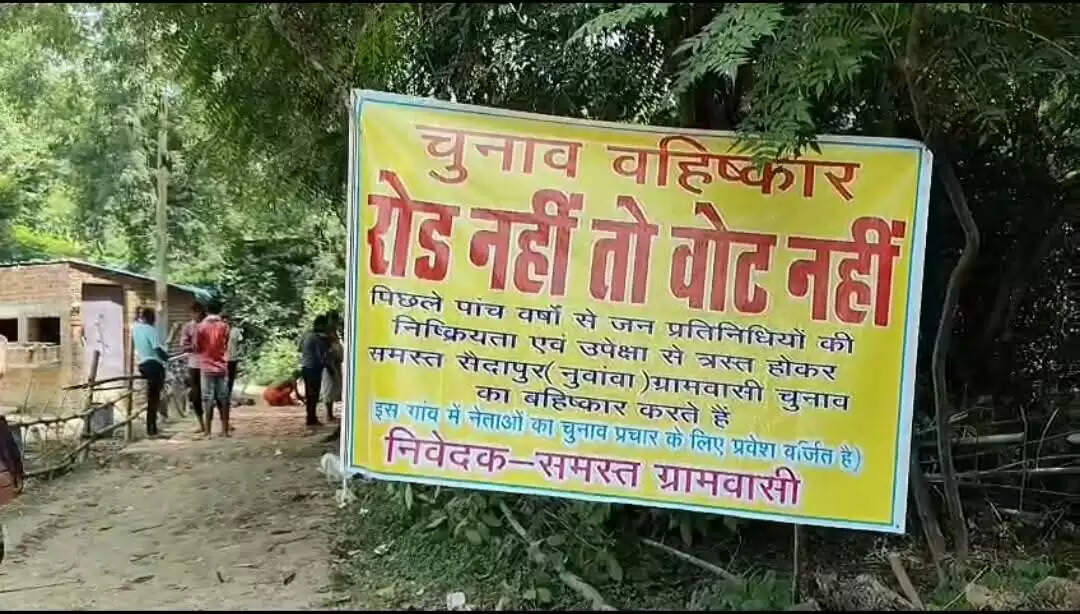 चुनाव वहिष्कार
रोड नहीं तो वोट नहीं
पिछले पांच वर्षो से जन प्रतिनिधियों की
निष्क्रियता एवं उपेक्षा से त्रस्त होकर
समस्त सैदापुर(नुवांवा)ग्रामवासी चुनाव
का बहिष्कार करते हैं
इस गांव में नेताओं का चुनाव प्रचार के लिए प्रवेश वर्जित है)
निवेदक–समस्त ग्रामवासी